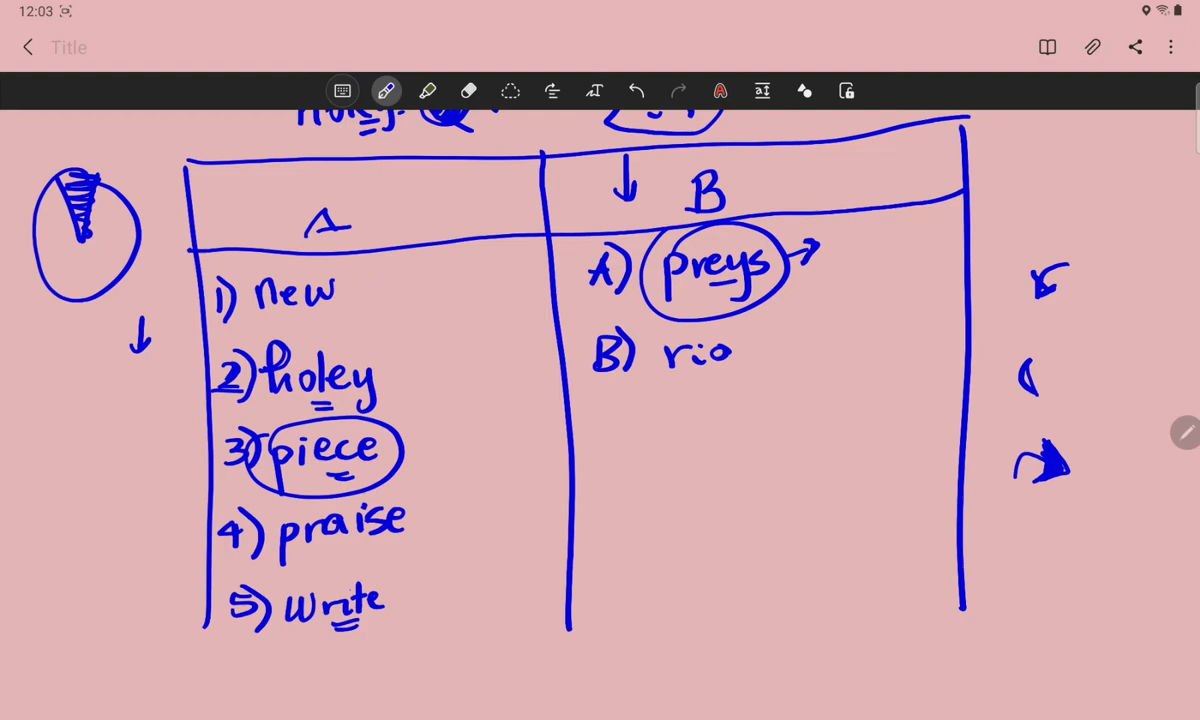 12:03
Title
A B
1) new
2) holey
3) piece
4) praise
5) write
A) preys
B) rio